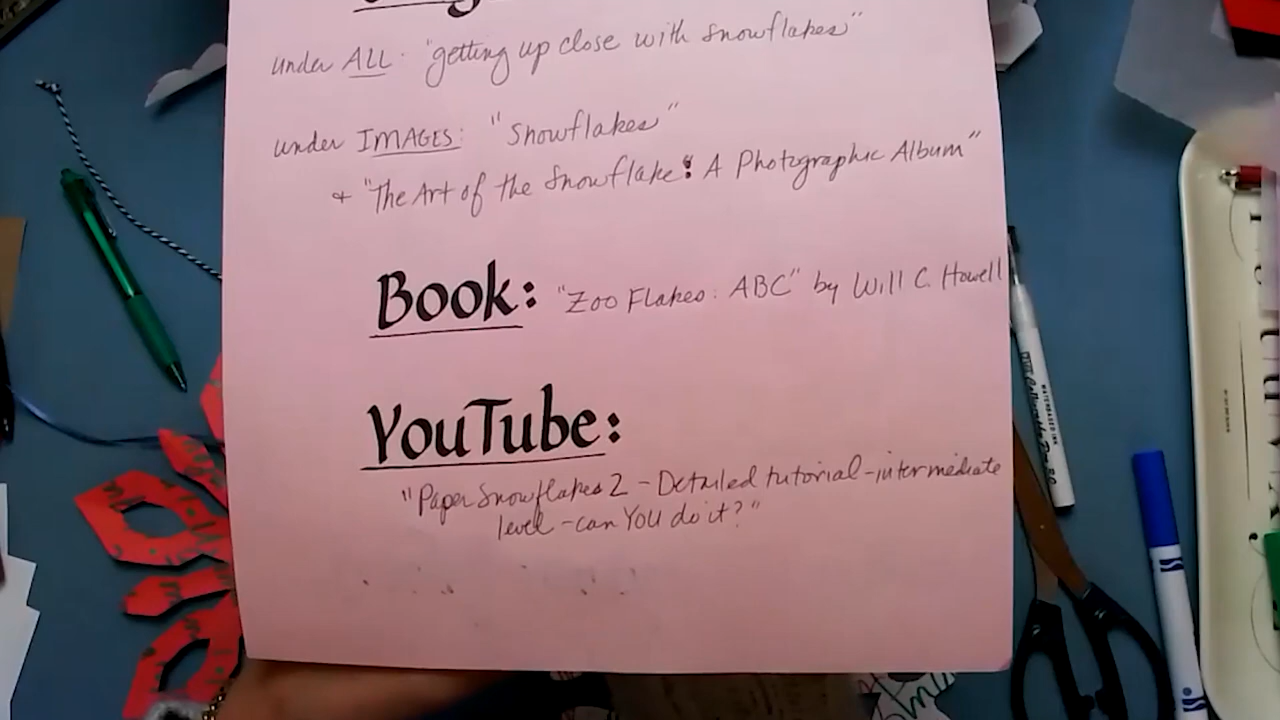 under ALL: "getting up close with snowflakes"
under IMAGES: "Snowflakes"
+ "The Art of the Snowflake: A Photographic Album"
Book: "Zoo Flakes: ABC" by Will C. Howell
YouTube:
"Paper Snowflakes 2 - Detailed tutorial-intermediate
level-can YOU do it?"